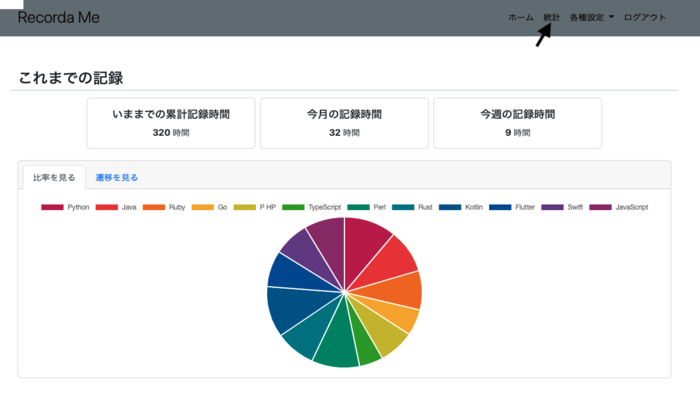 Recorda Me
ホーム 統計 各種設定 ログアウト
これまでの記録
いままでの累計記録時間
320 時間
今月の記録時間
32 時間
今週の記録時間
9 時間
比率を見る 遷移を見る
Python Java Ruby Go P HP TypeScript Perl Rust Kotlin Flutter Swift JavaScript